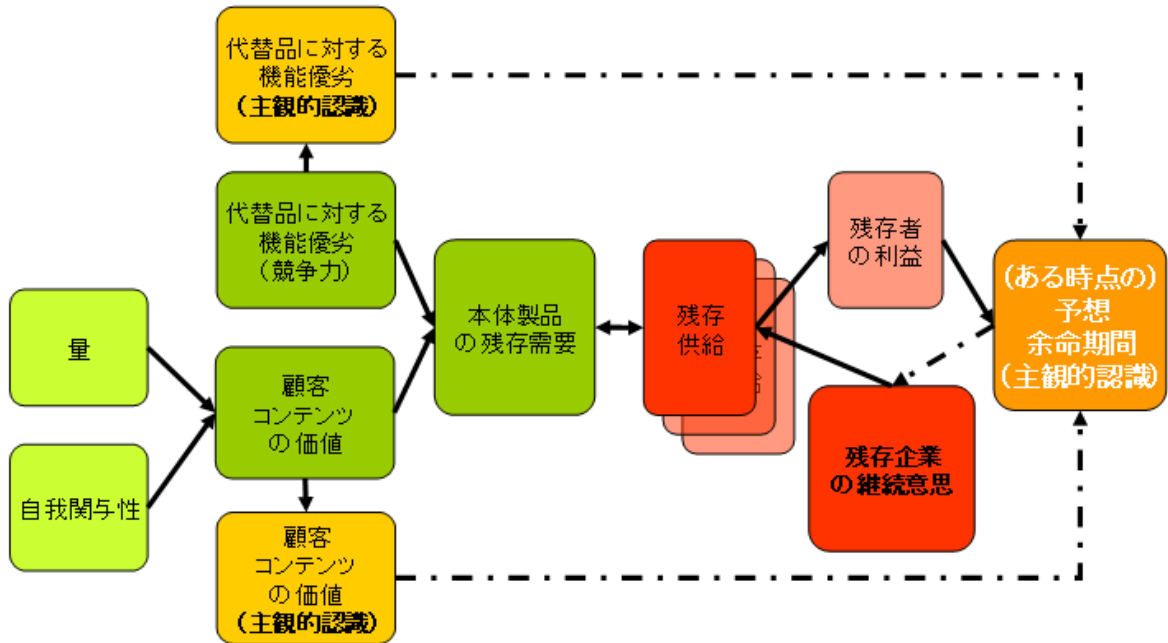 代替品に対する
機能優劣
(主観的認識)
代替品に対する
機能優劣
(競争力)
量
自我関与性
顧客
コンテンツ
の価値
顧客
コンテンツ
の価値
(主観的認識)
本体製品
の残存需要
残存
供給
残存者
の利益
残存企業
の継続意思
(ある時点の)
予想
余命期間
(主観的認識)